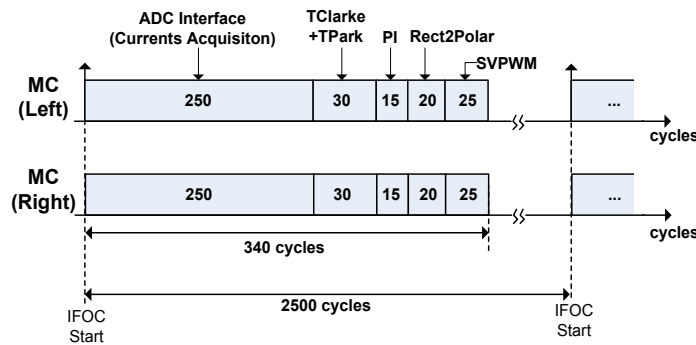 ADC Interface
(Currents Acquisiton)
TClarke
+TPark
PI
Rect2Polar
SVPWM
MC
(Left)
250
30
15
20
25
...
cycles
MC
(Right)
250
30
15
20
25
...
cycles
340 cycles
2500 cycles
IFOC
Start
IFOC
Start